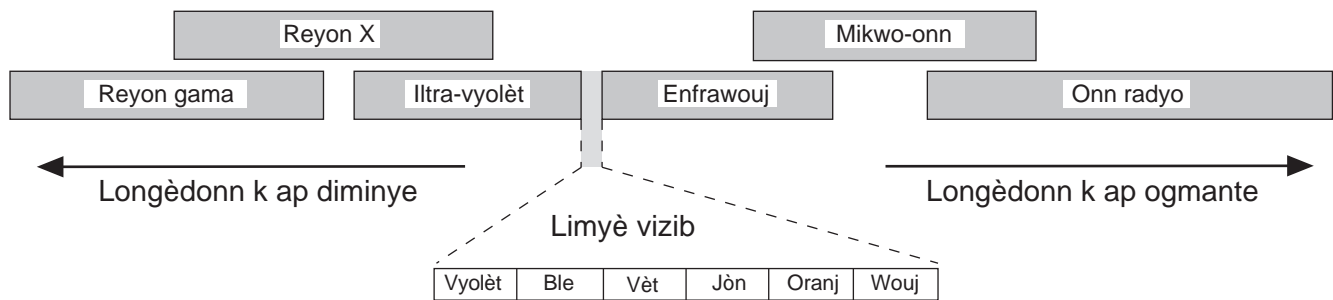 Reyon X
Mikwo-onn
Reyon gama
Iltra-vyolèt
Enfrawouj
Onn radyo
Longèdonn k ap diminye
Longèdonn k ap ogmante
Limyè vizib
Vyolèt
Ble
Vèt
Jòn
Oranj
Wouj